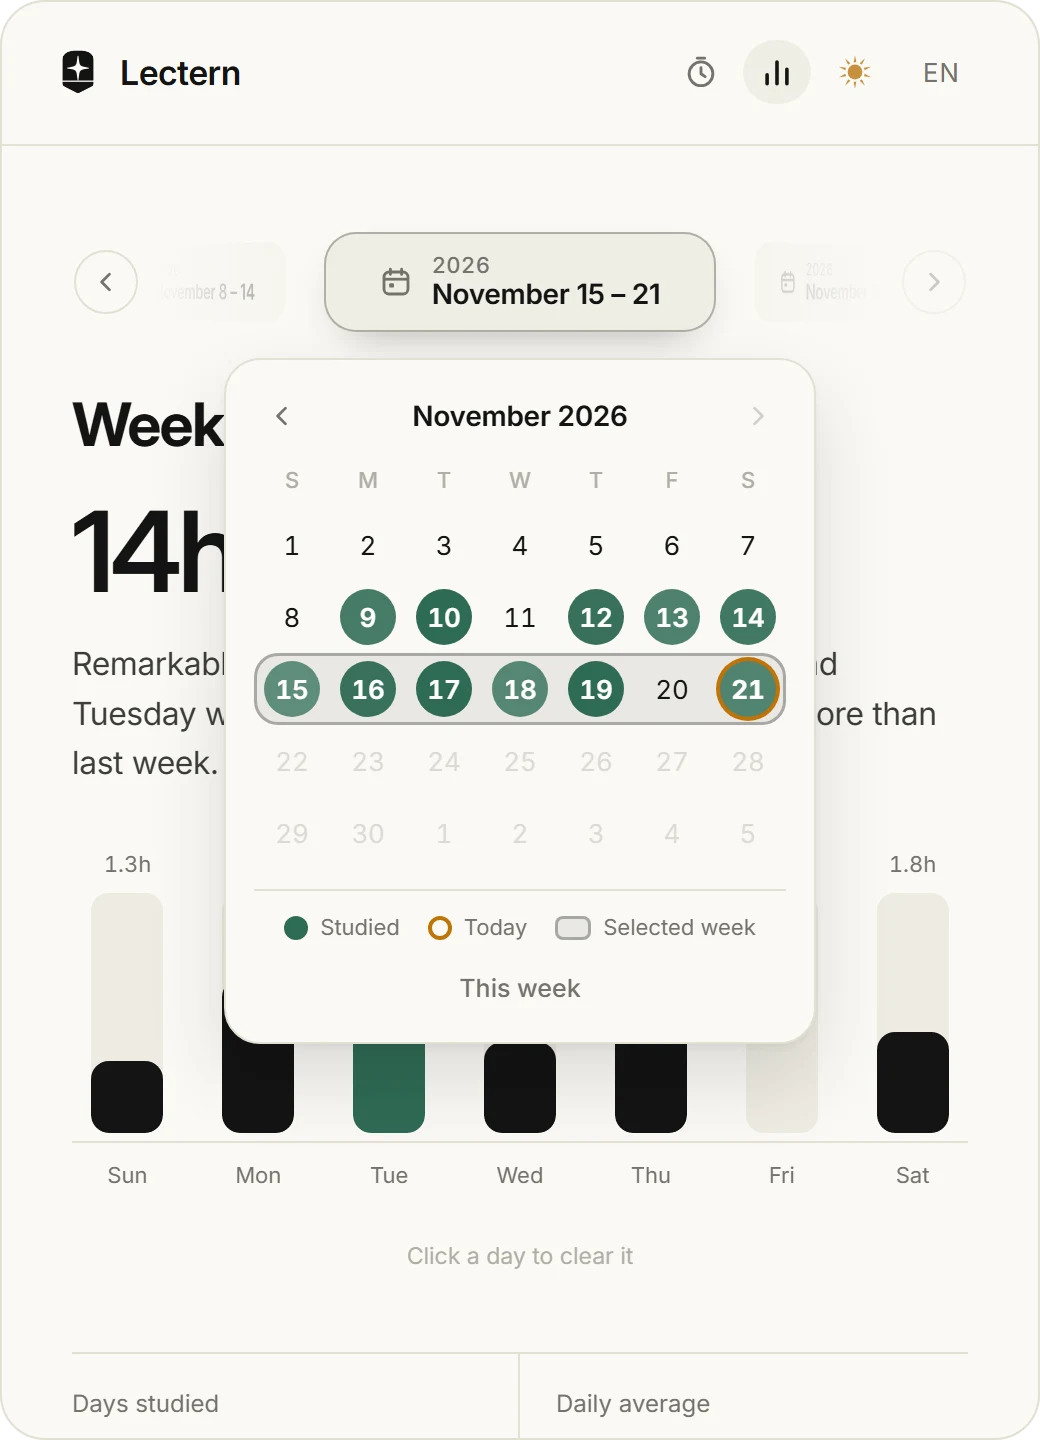 Lectern
EN
November 8 – 14
2026
November 15 – 21
2026
November
Week
14h
Remarkabl
Tuesday w
ore than
last week.
November 2026
S M T W T F S
1 2 3 4 5 6 7
8 9 10 11 12 13 14
15 16 17 18 19 20 21
22 23 24 25 26 27 28
29 30 1 2 3 4 5
Studied Today Selected week
This week
1.3h
1.8h
Sun Mon Tue Wed Thu Fri Sat
Click a day to clear it
Days studied
Daily average